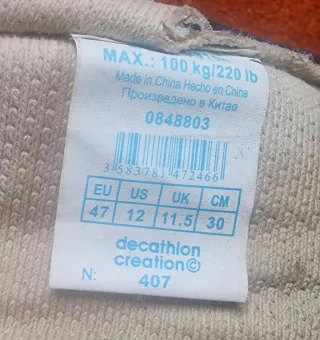 MAX.: 100 kg/220 lb
Made in China Hecho en China
Произведено в Китае
0848803
3 583781 472466
EU US UK CM
47 12 11.5 30
decathlon
creation©
N: 407